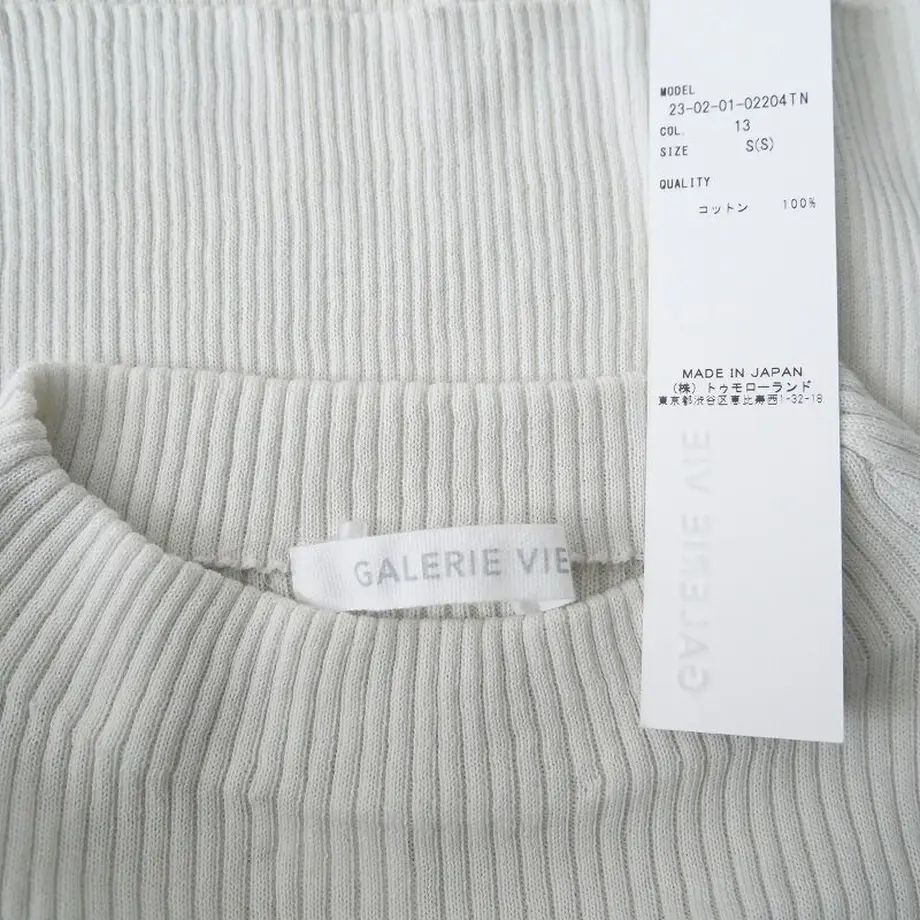 MODEL
23-02-01-02204TN
COL. 13
SIZE S(S)
QUALITY
コットン 100%
MADE IN JAPAN
(株) トゥモローランド
東京都渋谷区恵比寿西1-32-18
GALERIE VIE
GALERIE VIE